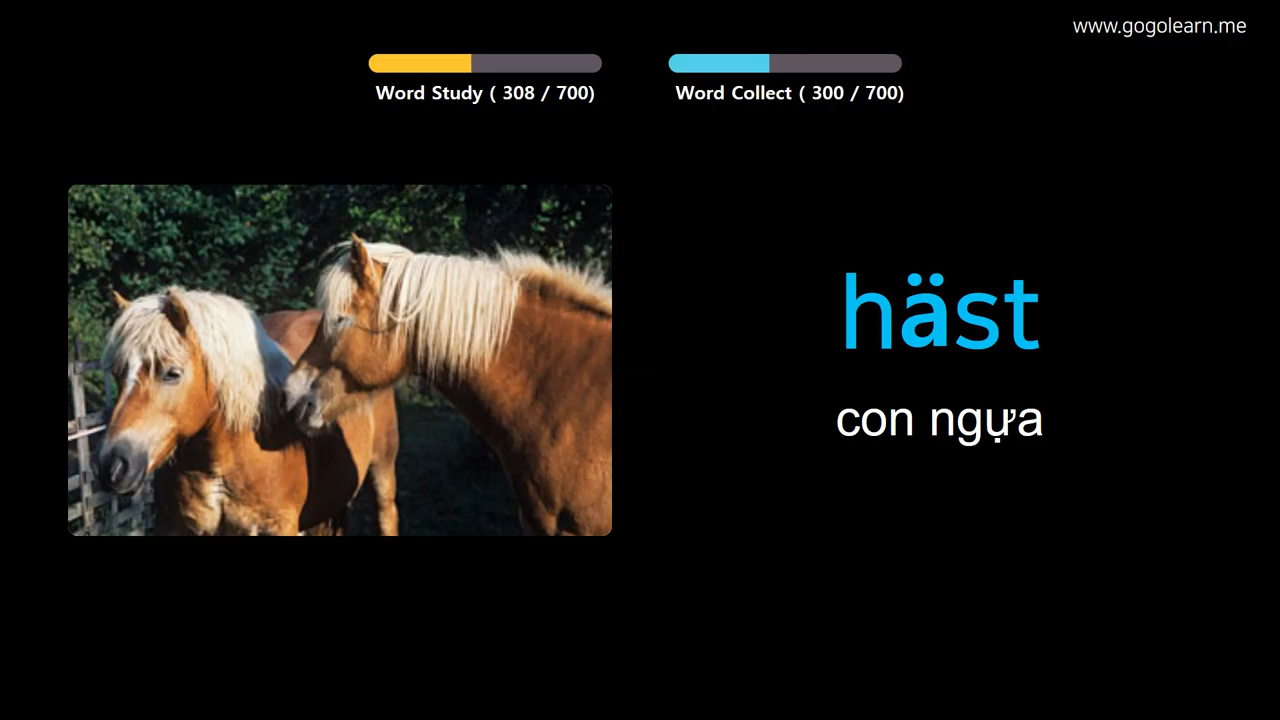 www.gogolearn.me
Word Study ( 308 / 700)
Word Collect ( 300 / 700)
häst
con ngựa